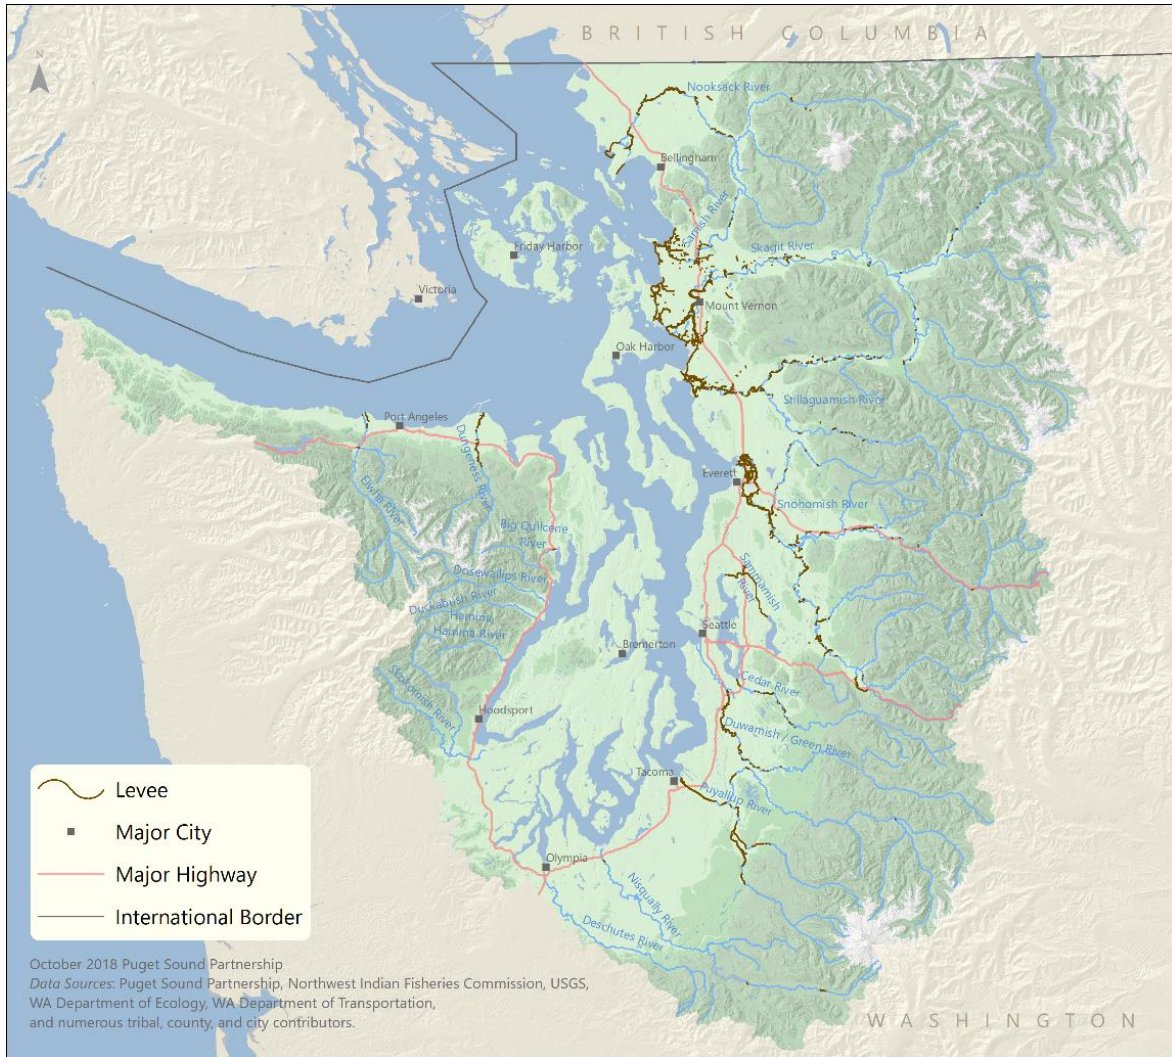 BRITISH COLUMBIA
N
Nooksack River
Bellingham
Samish River
Friday Harbor
Skagit River
Victoria
Mount Vernon
Oak Harbor
Stillaguamish River
Port Angeles
Dungeness River
Everett
Elwha River
Snohomish River
Big Quilcene
River
Dosewallips River
Sammamish
River
Duckabush River
Hamma
Hamma River
Seattle
Bremerton
Skokomish River
Cedar River
Hoodsport
Duwamish / Green River
Tacoma
Puyallup River
Olympia
Nisqually River
Deschutes River
Levee
Major City
Major Highway
International Border
October 2018 Puget Sound Partnership
Data Sources: Puget Sound Partnership, Northwest Indian Fisheries Commission, USGS,
WA Department of Ecology, WA Department of Transportation,
and numerous tribal, county, and city contributors.
WASHINGTON